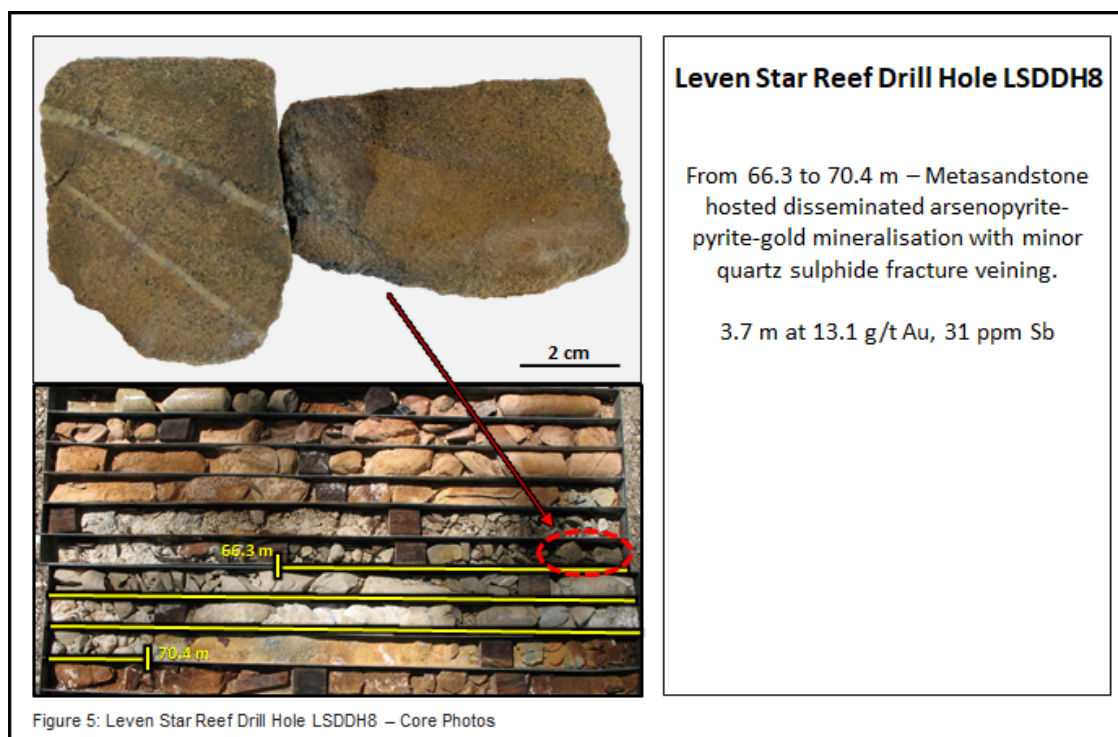 Leven Star Reef Drill Hole LSDDH8
From 66.3 to 70.4 m – Metasandstone
hosted disseminated arsenopyrite-
pyrite-gold mineralisation with minor
quartz sulphide fracture veining.
3.7 m at 13.1 g/t Au, 31 ppm Sb
2 cm
66.3 m
70.4 m
Figure 5: Leven Star Reef Drill Hole LSDDH8 – Core Photos